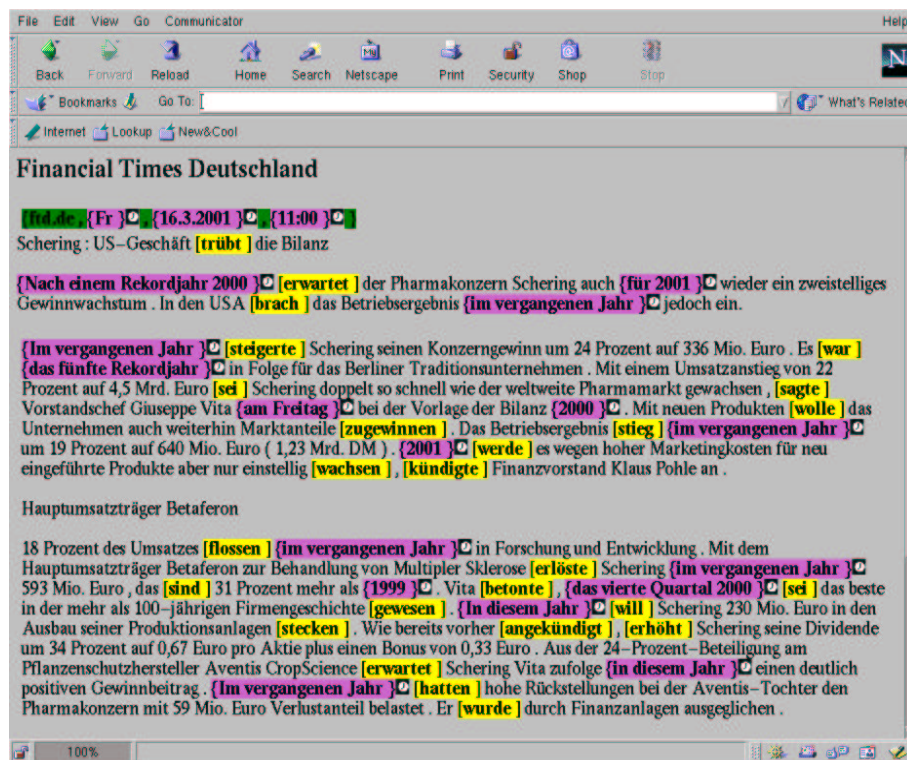 File Edit View Go Communicator Help
Back Forward Reload Home Search Netscape Print Security Shop Stop
Bookmarks Go To: What's Related
Internet Lookup New&Cool
Financial Times Deutschland
{ftd.de , {Fr } , {16.3.2001 } , {11:00 } }
Schering : US–Geschäft [trübt ] die Bilanz
{Nach einem Rekordjahr 2000 } [erwartet ] der Pharmakonzern Schering auch {für 2001 } wieder ein zweistelliges
Gewinnwachstum . In den USA [brach ] das Betriebsergebnis {im vergangenen Jahr } jedoch ein.
{Im vergangenen Jahr } [steigerte ] Schering seinen Konzerngewinn um 24 Prozent auf 336 Mio. Euro . Es [war ]
{das fünfte Rekordjahr } in Folge für das Berliner Traditionsunternehmen . Mit einem Umsatzanstieg von 22
Prozent auf 4,5 Mrd. Euro [sei ] Schering doppelt so schnell wie der weltweite Pharmamarkt gewachsen , [sagte ]
Vorstandschef Giuseppe Vita {am Freitag } bei der Vorlage der Bilanz {2000 } . Mit neuen Produkten [wolle ] das
Unternehmen auch weiterhin Marktanteile [zugewinnen ] . Das Betriebsergebnis [stieg ] {im vergangenen Jahr }
um 19 Prozent auf 640 Mio. Euro ( 1,23 Mrd. DM ) . {2001 } [werde ] es wegen hoher Marketingkosten für neu
eingeführte Produkte aber nur einstellig [wachsen ] , [kündigte ] Finanzvorstand Klaus Pohle an .
Hauptumsatzträger Betaferon
18 Prozent des Umsatzes [flossen ] {im vergangenen Jahr } in Forschung und Entwicklung . Mit dem
Hauptumsatzträger Betaferon zur Behandlung von Multipler Sklerose [erlöste ] Schering {im vergangenen Jahr }
593 Mio. Euro , das [sind ] 31 Prozent mehr als {1999 } . Vita [betonte ] , {das vierte Quartal 2000 } [sei ] das beste
in der mehr als 100–jährigen Firmengeschichte [gewesen ] . {In diesem Jahr } [will ] Schering 230 Mio. Euro in den
Ausbau seiner Produktionsanlagen [stecken ] . Wie bereits vorher [angekündigt ] , [erhöht ] Schering seine Dividende
um 34 Prozent auf 0,67 Euro pro Aktie plus einen Bonus von 0,33 Euro . Aus der 24–Prozent–Beteiligung am
Pflanzenschutzhersteller Aventis CropScience [erwartet ] Schering Vita zufolge {in diesem Jahr } einen deutlich
positiven Gewinnbeitrag . {Im vergangenen Jahr } [hatten ] hohe Rückstellungen bei der Aventis–Tochter den
Pharmakonzern mit 59 Mio. Euro Verlustanteil belastet . Er [wurde ] durch Finanzanlagen ausgeglichen .
100%